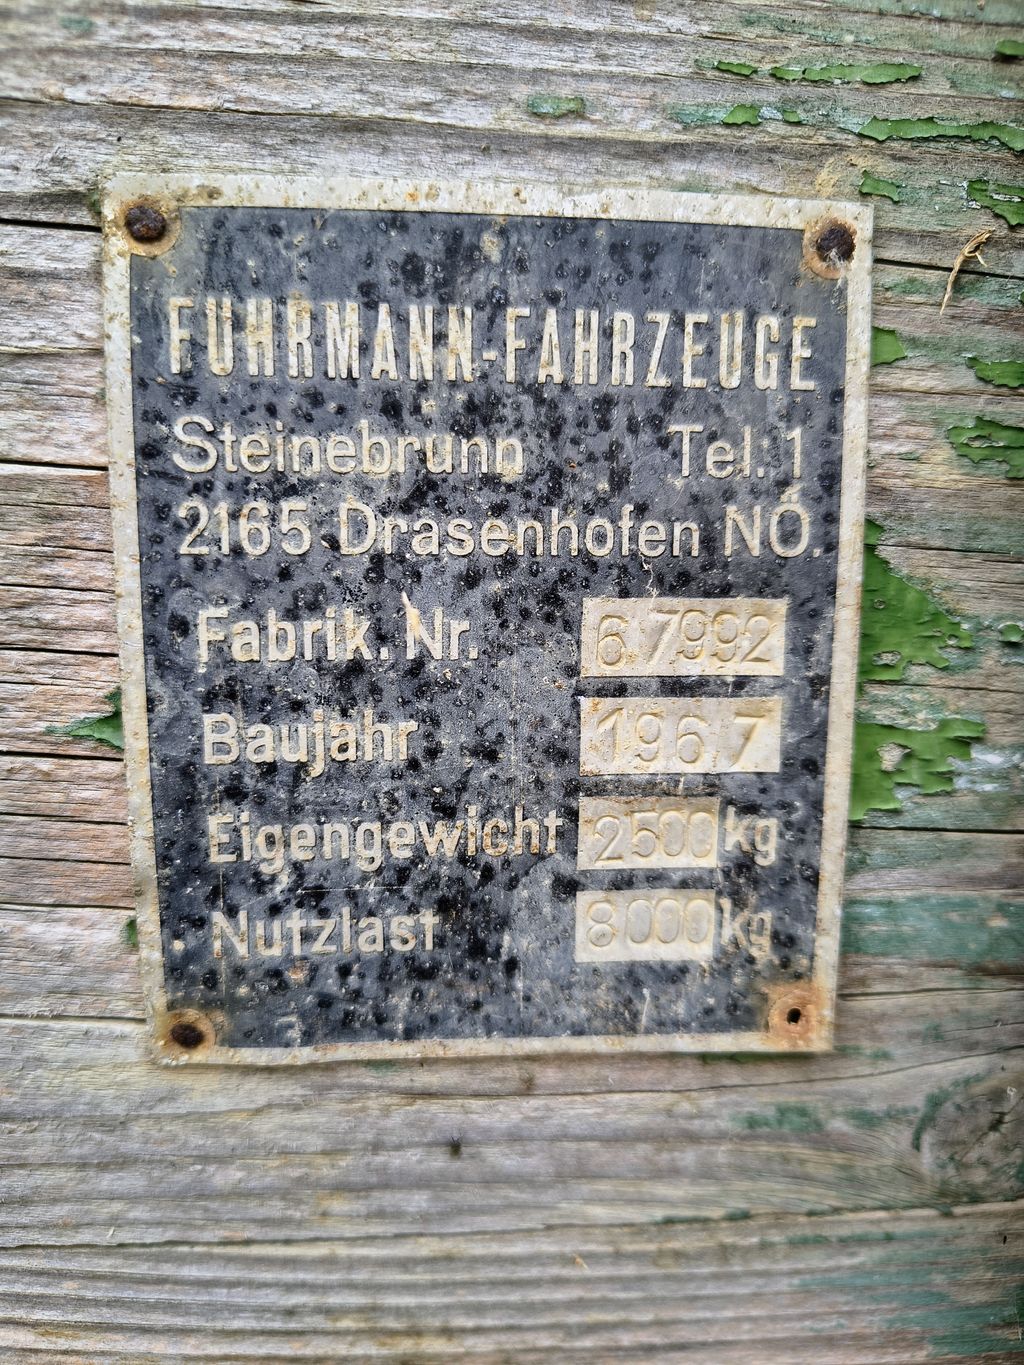 FUHRMANN-FAHRZEUGE
Steinebrunn Tel.: 1
2165 Drasenhofen NÖ.
Fabrik. Nr. 67992
Baujahr 1967
Eigengewicht 2500 kg
Nutzlast 8000 kg